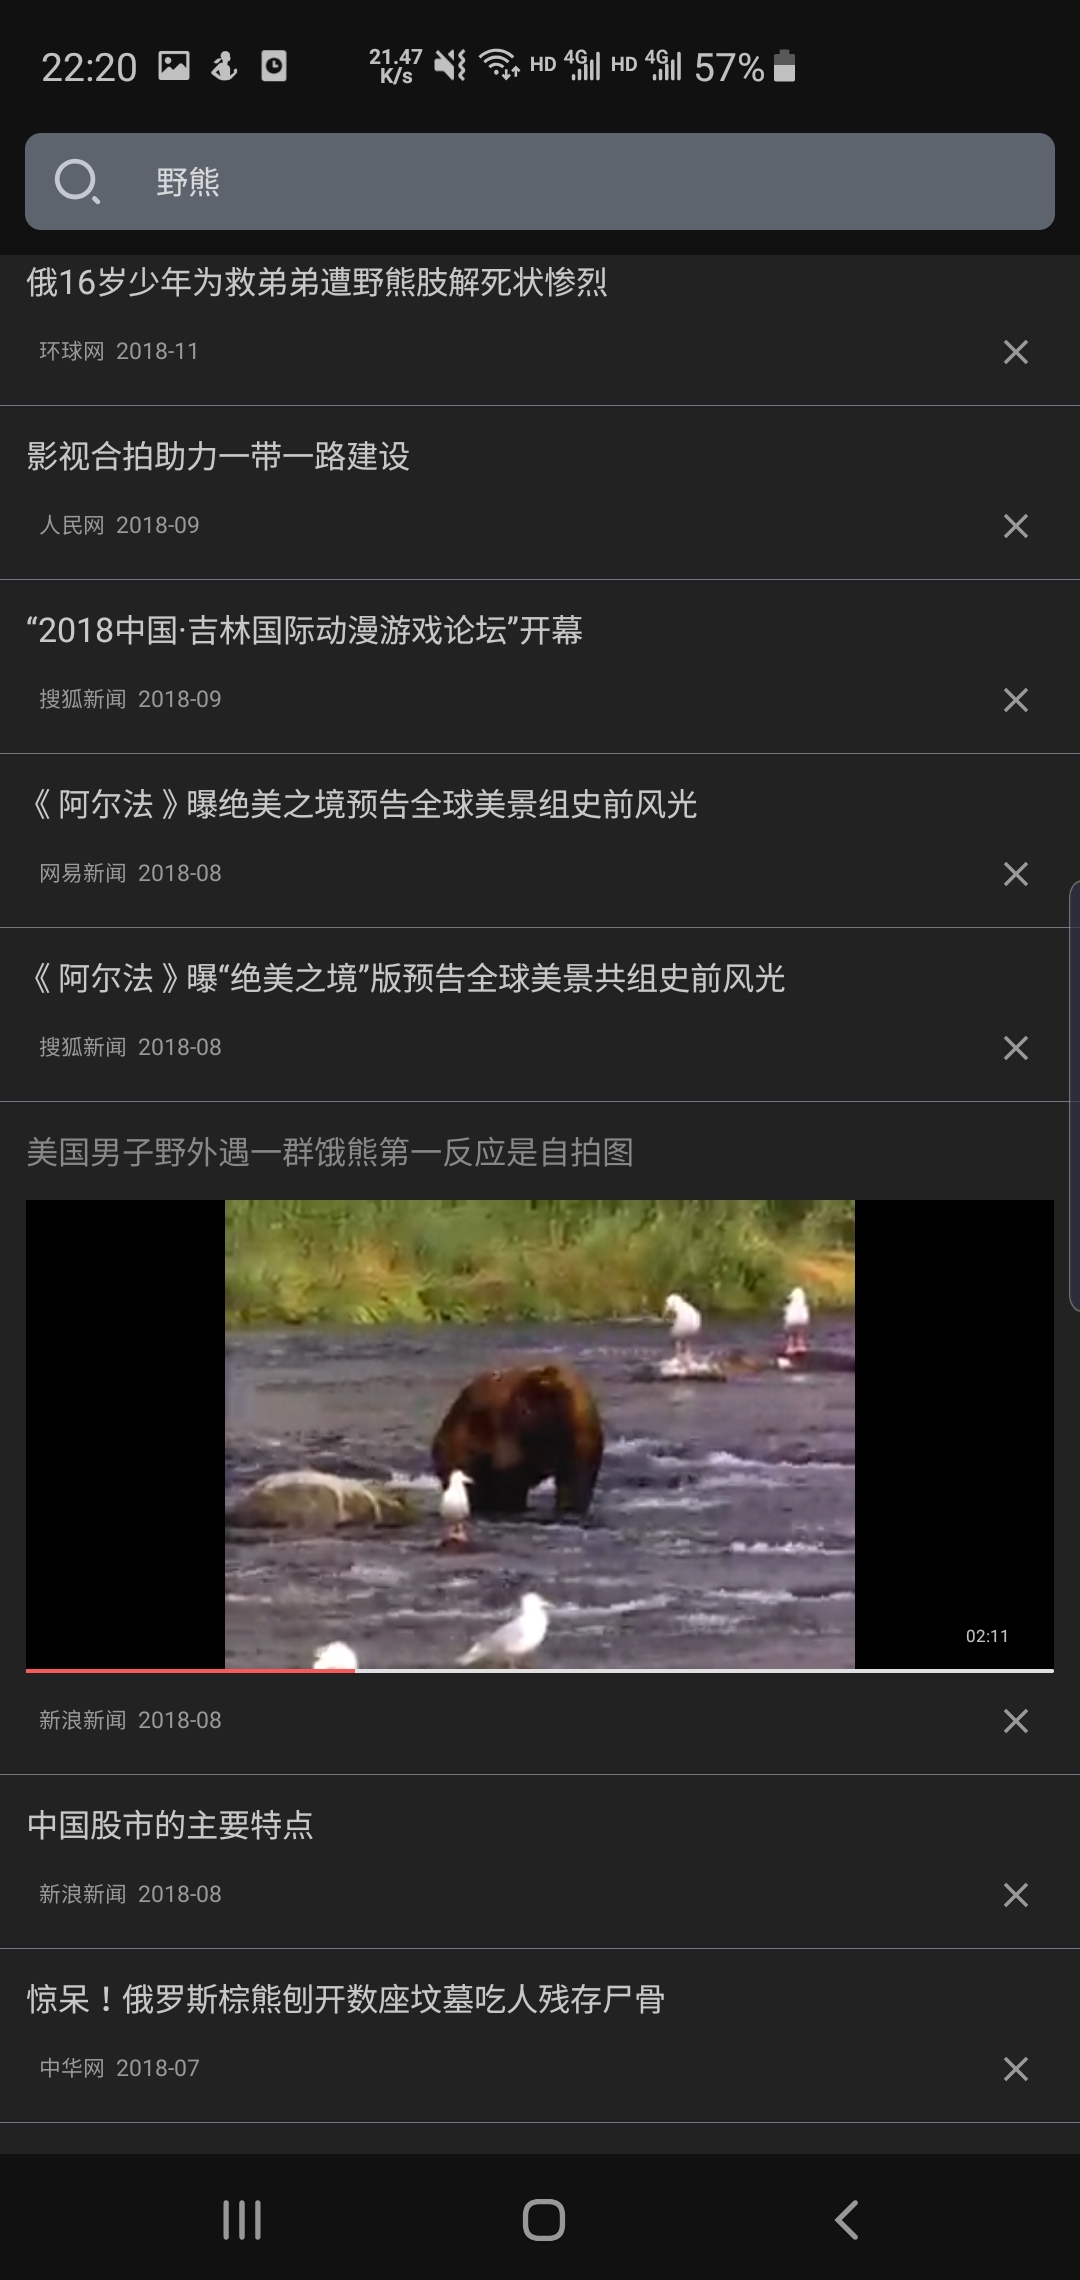 22:20 21.47 K/s HD 4G HD 4G 57%
野熊
俄16岁少年为救弟弟遭野熊肢解死状惨烈
环球网 2018-11
影视合拍助力一带一路建设
人民网 2018-09
“2018中国·吉林国际动漫游戏论坛”开幕
搜狐新闻 2018-09
《阿尔法》曝绝美之境预告全球美景组史前风光
网易新闻 2018-08
《阿尔法》曝“绝美之境”版预告全球美景共组史前风光
搜狐新闻 2018-08
美国男子野外遇一群饿熊第一反应是自拍图
02:11
新浪新闻 2018-08
中国股市的主要特点
新浪新闻 2018-08
惊呆！俄罗斯棕熊刨开数座坟墓吃人残存尸骨
中华网 2018-07